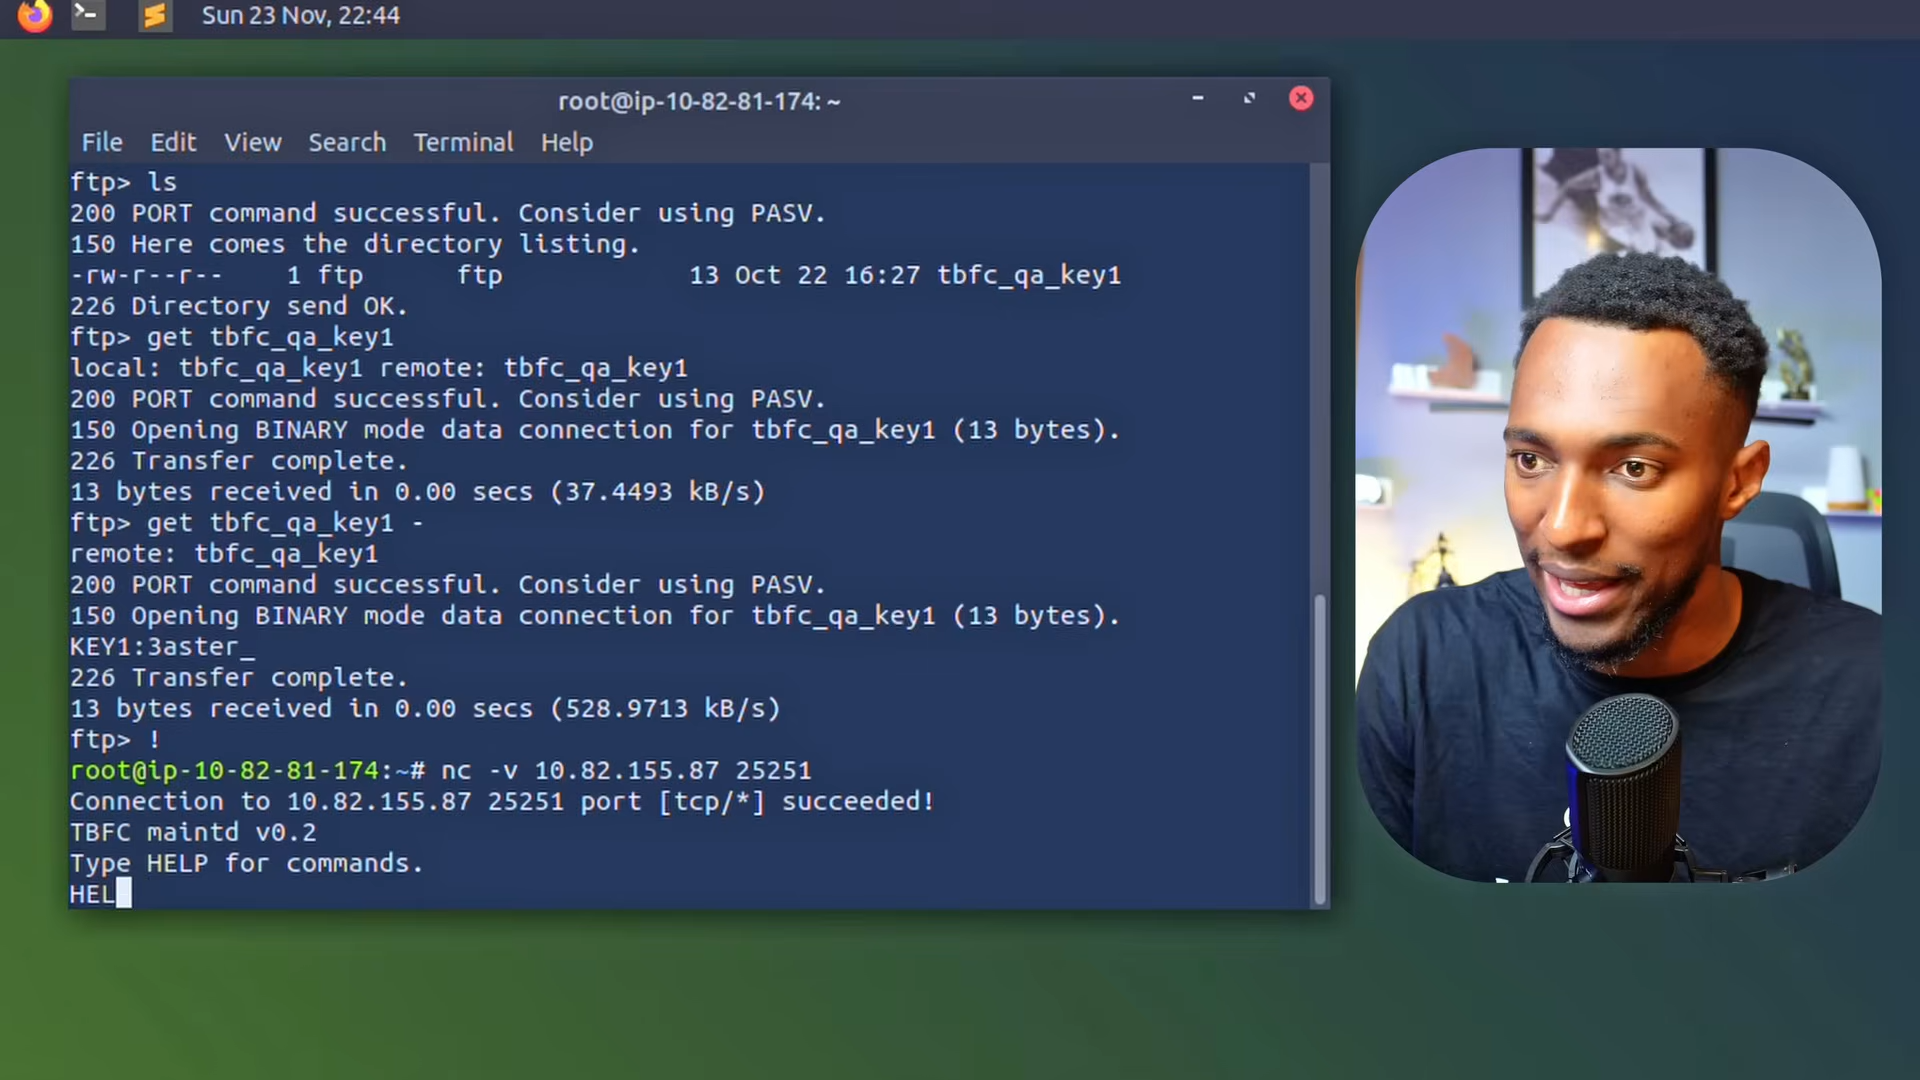 Sun 23 Nov, 22:44
root@ip-10-82-81-174: ~
File Edit View Search Terminal Help
ftp> ls
200 PORT command successful. Consider using PASV.
150 Here comes the directory listing.
-rw-r--r--    1 ftp      ftp            13 Oct 22 16:27 tbfc_qa_key1
226 Directory send OK.
ftp> get tbfc_qa_key1
local: tbfc_qa_key1 remote: tbfc_qa_key1
200 PORT command successful. Consider using PASV.
150 Opening BINARY mode data connection for tbfc_qa_key1 (13 bytes).
226 Transfer complete.
13 bytes received in 0.00 secs (37.4493 kB/s)
ftp> get tbfc_qa_key1 -
remote: tbfc_qa_key1
200 PORT command successful. Consider using PASV.
150 Opening BINARY mode data connection for tbfc_qa_key1 (13 bytes).
KEY1:3aster_
226 Transfer complete.
13 bytes received in 0.00 secs (528.9713 kB/s)
ftp> !
root@ip-10-82-81-174:~# nc -v 10.82.155.87 25251
Connection to 10.82.155.87 25251 port [tcp/*] succeeded!
TBFC maintd v0.2
Type HELP for commands.
HEL